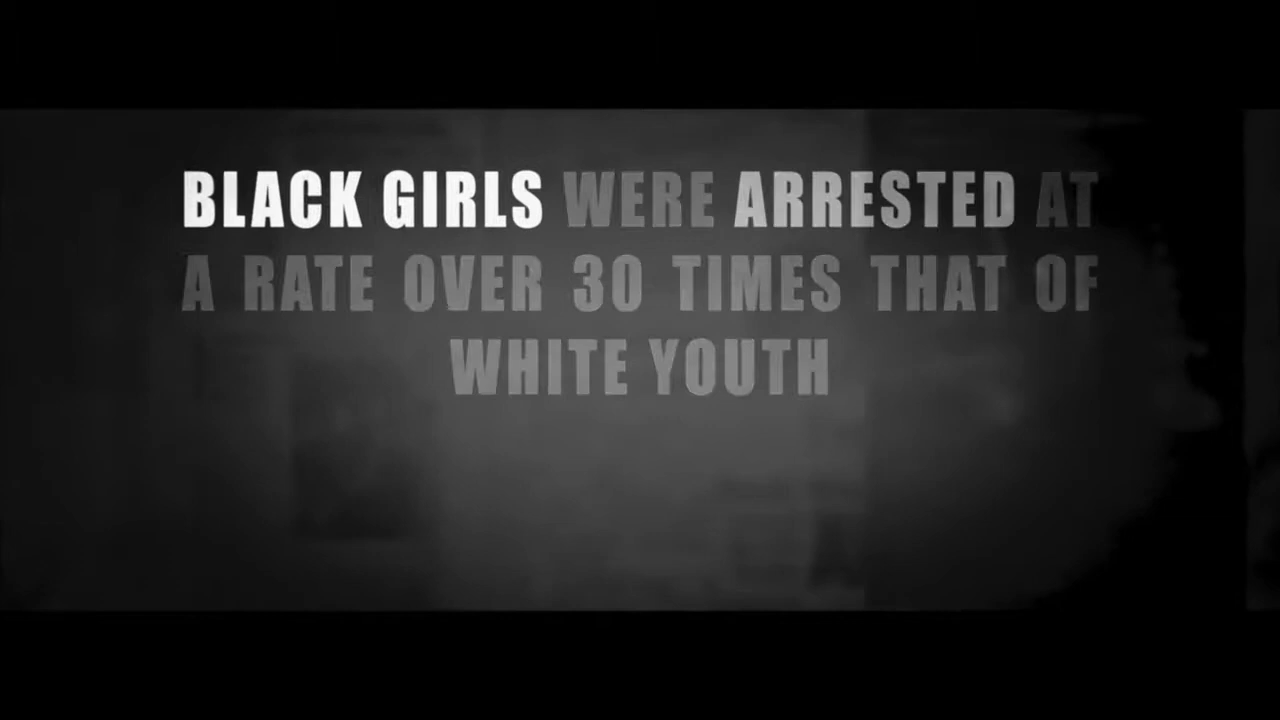 BLACK GIRLS WERE ARRESTED AT
A RATE OVER 30 TIMES THAT OF
WHITE YOUTH